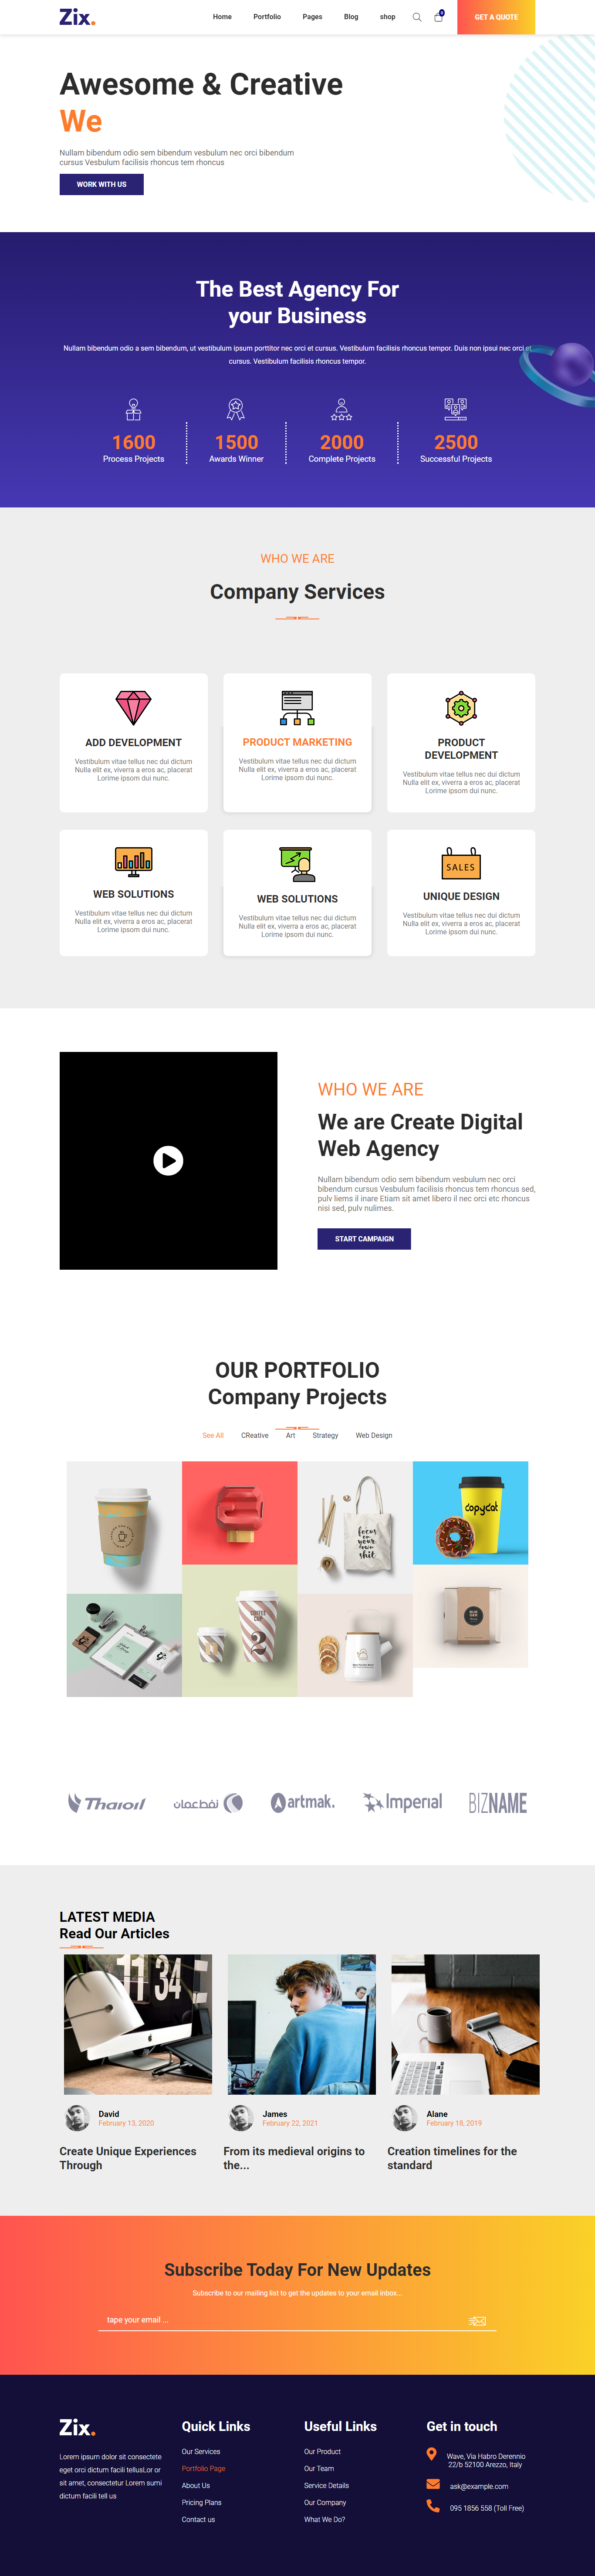 Zix.
Home Portfolio Pages Blog shop 0 GET A QUOTE
Awesome & Creative
We
Nullam bibendum odio sem bibendum vesbulum nec orci bibendum
cursus Vesbulum facilisis rhoncus tem rhoncus
WORK WITH US
The Best Agency For
your Business
Nullam bibendum odio a sem bibendum, ut vestibulum ipsum porttitor nec orci et cursus. Vestibulum facilisis rhoncus tempor. Duis non ipsui nec orci et
cursus. Vestibulum facilisis rhoncus tempor.
1600 1500 2000 2500
Process Projects Awards Winner Complete Projects Successful Projects
WHO WE ARE
Company Services
ADD DEVELOPMENT
Vestibulum vitae tellus nec dui dictum
Nulla elit ex, viverra a eros ac, placerat
Lorime ipsom dui nunc.
PRODUCT MARKETING
Vestibulum vitae tellus nec dui dictum
Nulla elit ex, viverra a eros ac, placerat
Lorime ipsom dui nunc.
PRODUCT
DEVELOPMENT
Vestibulum vitae tellus nec dui dictum
Nulla elit ex, viverra a eros ac, placerat
Lorime ipsom dui nunc.
WEB SOLUTIONS
Vestibulum vitae tellus nec dui dictum
Nulla elit ex, viverra a eros ac, placerat
Lorime ipsom dui nunc.
WEB SOLUTIONS
Vestibulum vitae tellus nec dui dictum
Nulla elit ex, viverra a eros ac, placerat
Lorime ipsom dui nunc.
SALES
UNIQUE DESIGN
Vestibulum vitae tellus nec dui dictum
Nulla elit ex, viverra a eros ac, placerat
Lorime ipsom dui nunc.
WHO WE ARE
We are Create Digital
Web Agency
Nullam bibendum odio sem bibendum vesbulum nec orci
bibendum cursus Vesbulum facilisis rhoncus tem rhoncus sed,
pulv liems il inare Etiam sit amet libero il nec orci etc rhoncus
nisi sed, pulv nulimes.
START CAMPAIGN
OUR PORTFOLIO
Company Projects
See All CReative Art Strategy Web Design
focus
on
your
own
shit
copycat
COFFEE
CUP
2
Thaioil
نفط عمان
artmak.
Imperial
BIZNAME
LATEST MEDIA
Read Our Articles
11 34
David
February 13, 2020
Create Unique Experiences
Through
James
February 22, 2021
From its medieval origins to
the...
Alane
February 18, 2019
Creation timelines for the
standard
Subscribe Today For New Updates
Subscribe to our mailing list to get the updates to your email inbox...
tape your email ...
Zix.
Lorem ipsum dolor sit consectete
eget orci dictum facili tellusLor or
sit amet, consectetur Lorem sumi
dictum facili tell us
Quick Links
Our Services
Portfolio Page
About Us
Pricing Plans
Contact us
Useful Links
Our Product
Our Team
Service Details
Our Company
What We Do?
Get in touch
Wave, Via Habro Derennio
22/b 52100 Arezzo, Italy
ask@example.com
095 1856 558 (Toll Free)